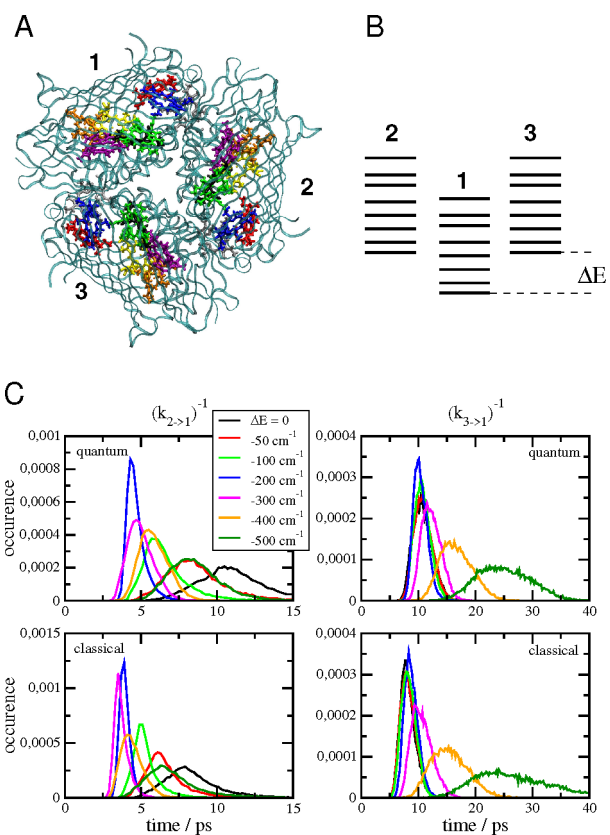 A
B
1
2
3
2
3
1
ΔE
C
(k2->1)-1
(k3->1)-1
ΔE = 0
-50 cm-1
-100 cm-1
-200 cm-1
-300 cm-1
-400 cm-1
-500 cm-1
quantum
0,001
0,0008
0,0006
0,0004
0,0002
0
occurence
0 5 10 15
quantum
0,0004
0,0003
0,0002
0,0001
0
0 10 20 30 40
classical
0,0015
0,001
0,0005
0
occurence
0 5 10 15
time / ps
classical
0,0004
0,0003
0,0002
0,0001
0
0 10 20 30 40
time / ps